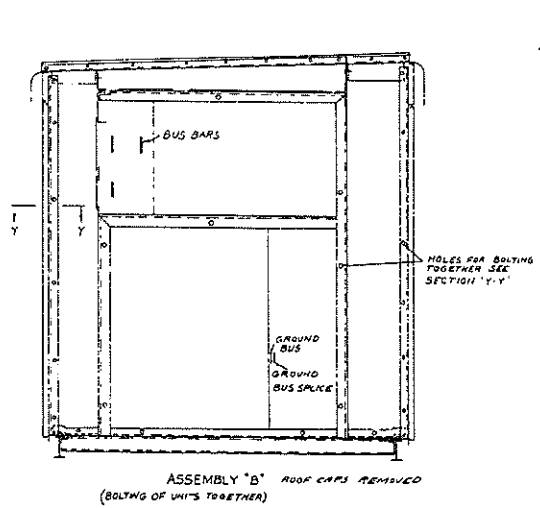 BUS BARS
Y
Y
HOLES FOR BOLTING
TOGETHER SEE
SECTION 'Y-Y'
GROUND
BUS
GROUND
BUS SPLICE
ASSEMBLY "B" ROOF CAPS REMOVED
(BOLTING OF UNITS TOGETHER)